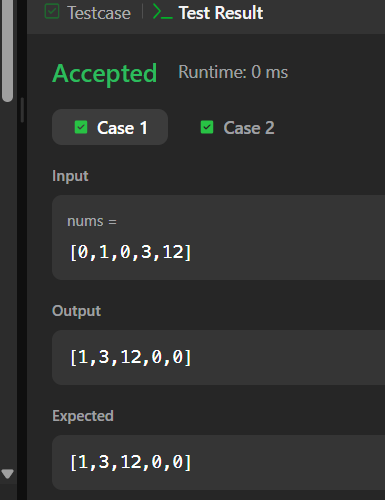 Testcase | Test Result
Accepted Runtime: 0 ms
Case 1 Case 2
Input
nums =
[0,1,0,3,12]
Output
[1,3,12,0,0]
Expected
[1,3,12,0,0]